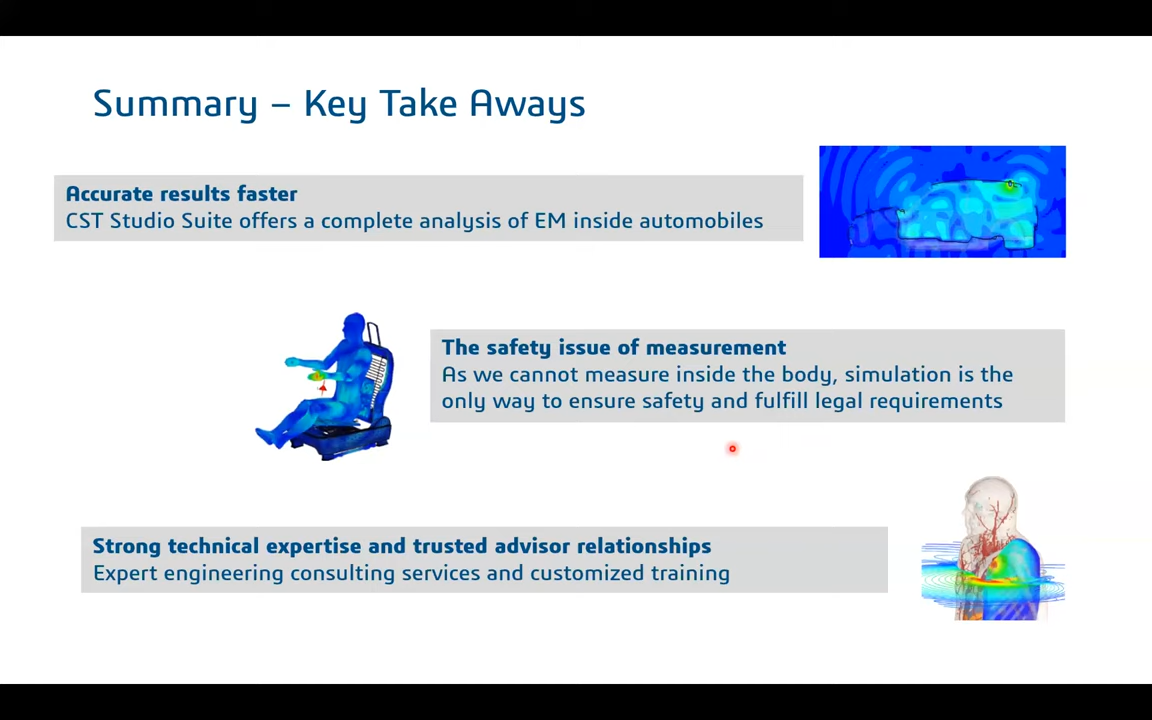 Summary – Key Take Aways
Accurate results faster
CST Studio Suite offers a complete analysis of EM inside automobiles
The safety issue of measurement
As we cannot measure inside the body, simulation is the
only way to ensure safety and fulfill legal requirements
Strong technical expertise and trusted advisor relationships
Expert engineering consulting services and customized training